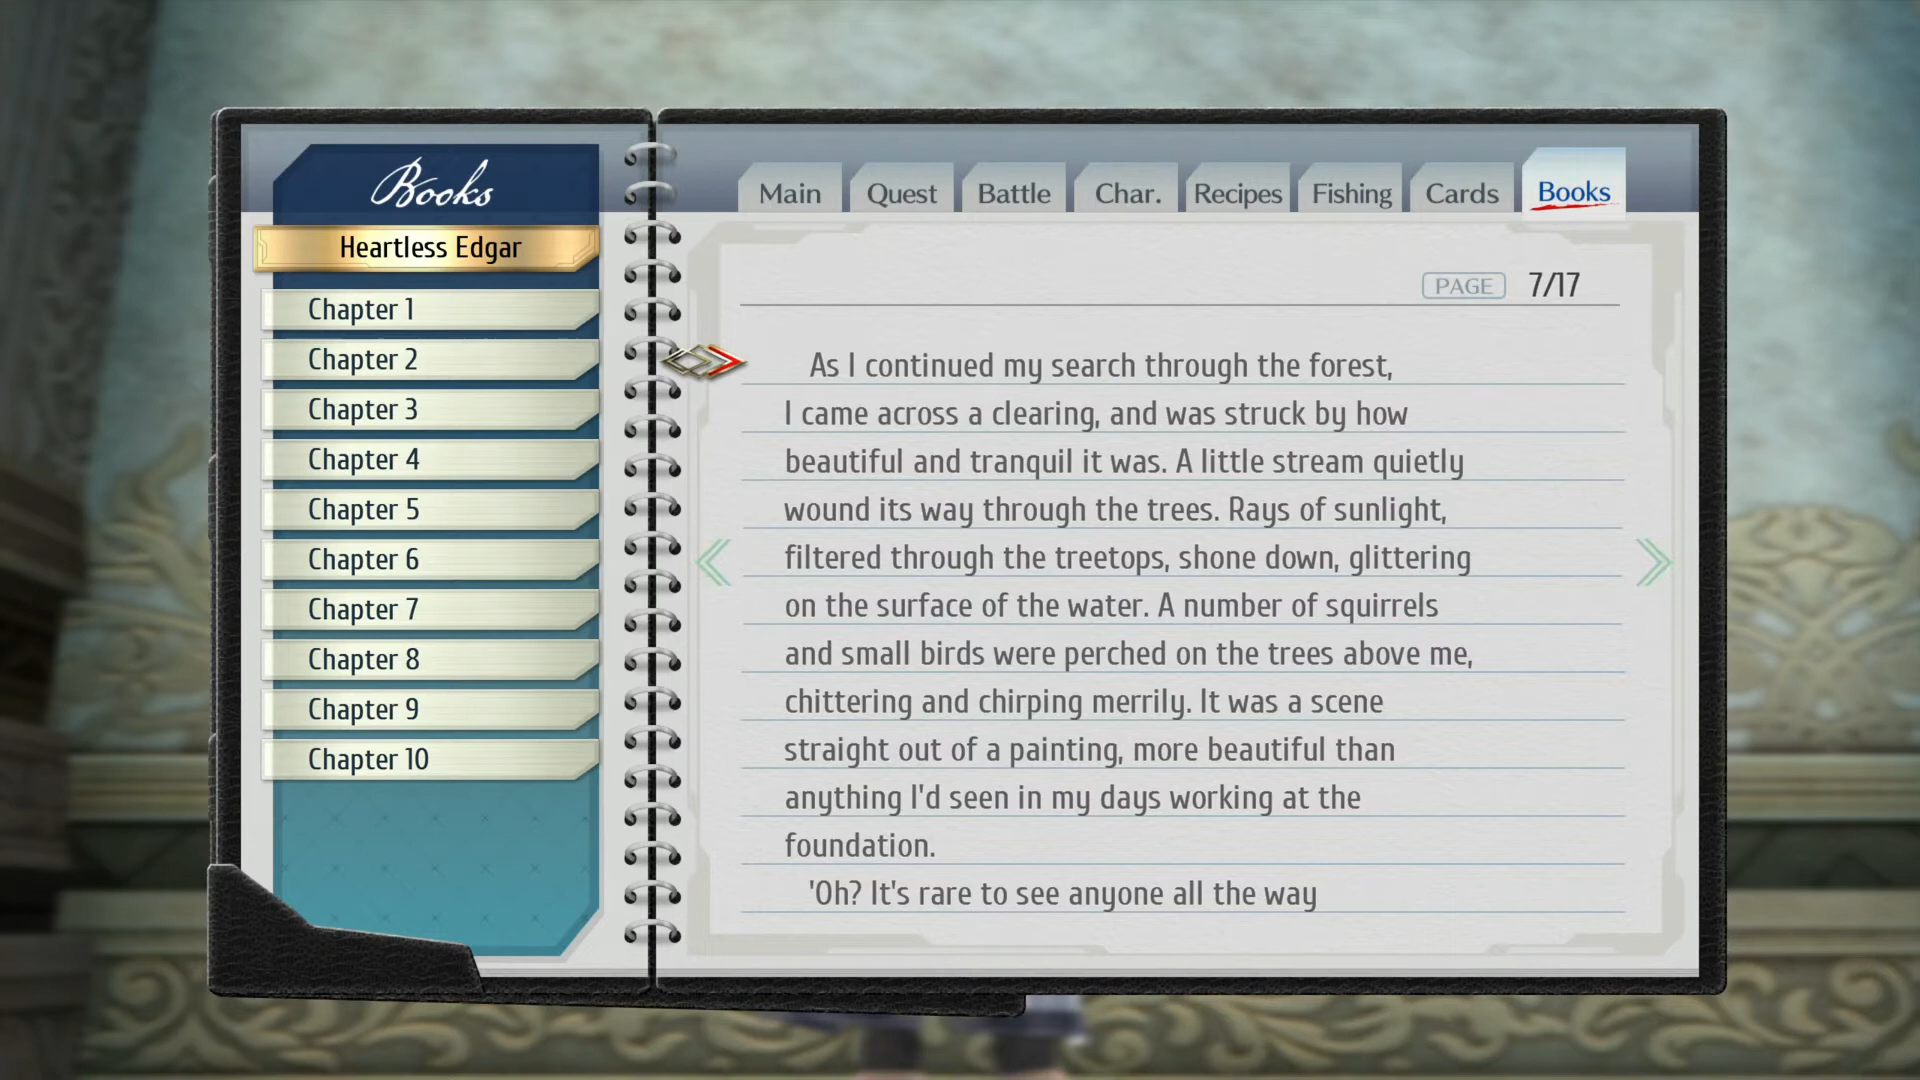 Books
Heartless Edgar
Chapter 1
Chapter 2
Chapter 3
Chapter 4
Chapter 5
Chapter 6
Chapter 7
Chapter 8
Chapter 9
Chapter 10
Main Quest Battle Char. Recipes Fishing Cards Books
PAGE 7/17
As I continued my search through the forest,
I came across a clearing, and was struck by how
beautiful and tranquil it was. A little stream quietly
wound its way through the trees. Rays of sunlight,
filtered through the treetops, shone down, glittering
on the surface of the water. A number of squirrels
and small birds were perched on the trees above me,
chittering and chirping merrily. It was a scene
straight out of a painting, more beautiful than
anything I'd seen in my days working at the
foundation.
'Oh? It's rare to see anyone all the way